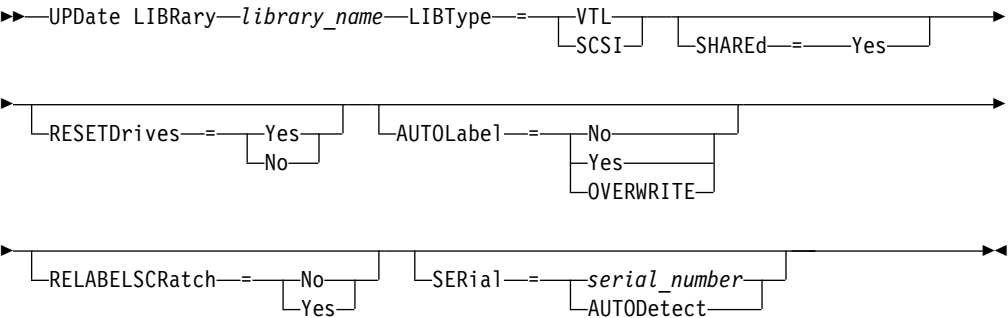 UPDate LIBRary library_name LIBType = VTL
SCSI SHAREd = Yes
RESETDrives = Yes AUTOLabel = No
No Yes
OVERWRITE
RELABELSCRatch = No SERial = serial_number
Yes AUTODetect